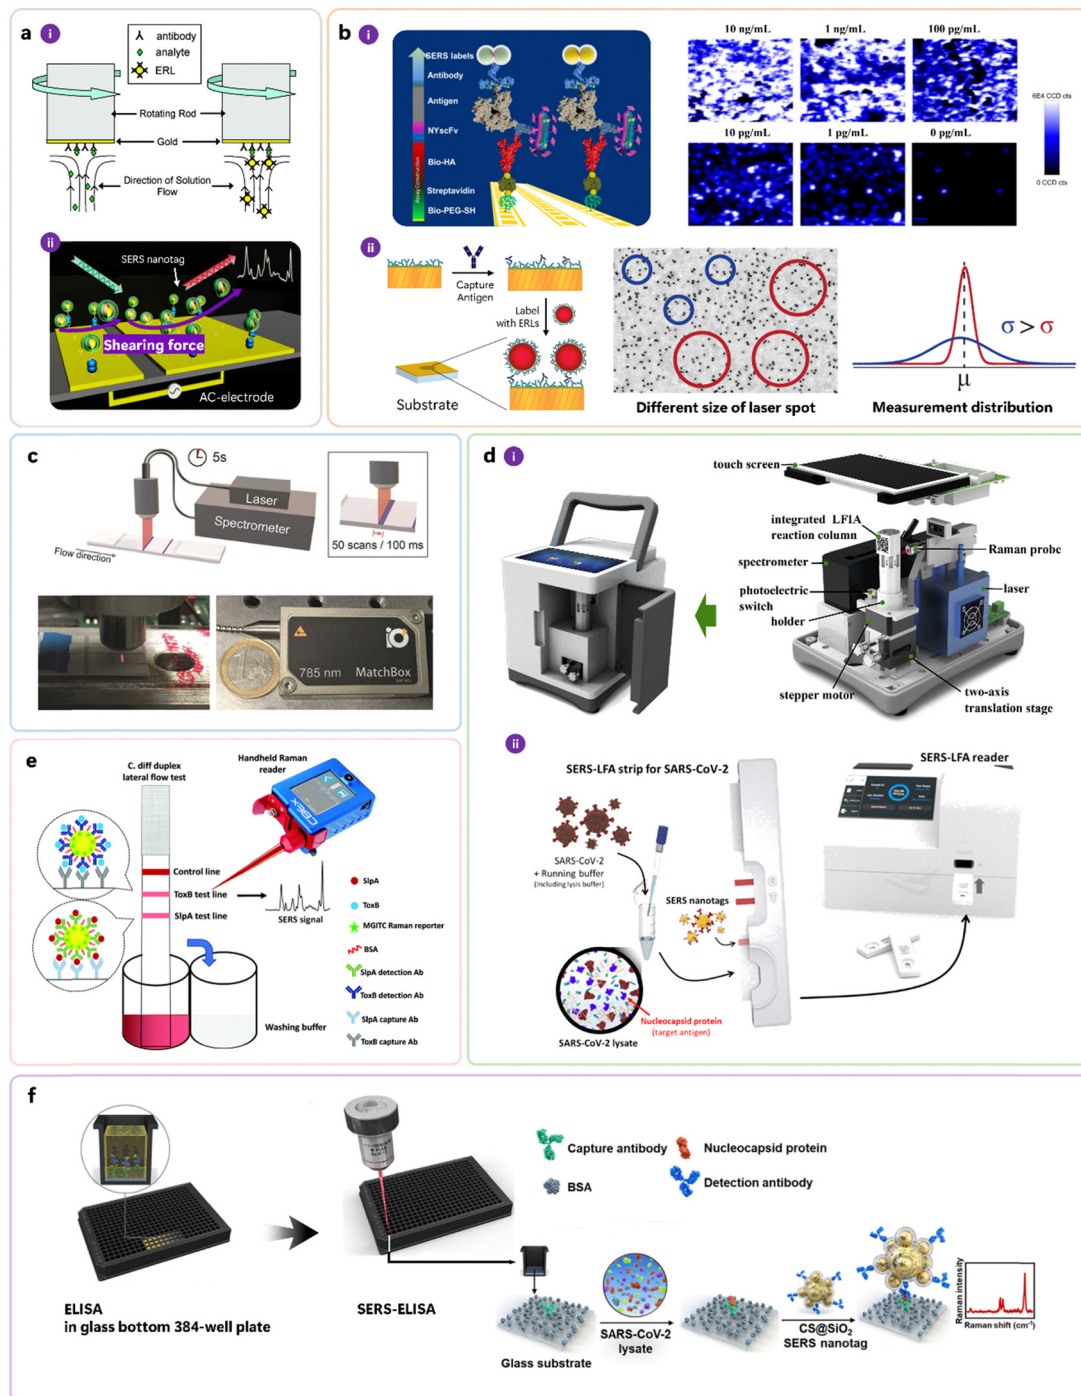 a i
antibody
analyte
ERL
Rotating Rod
Gold
Direction of Solution
Flow
ii
SERS nanotag
Shearing force
AC-electrode
b i
SERS labels
Antibody
Antigen
NYscFv
Bio-HA
Streptavidin
Bio-PEG-SH
Assay Construction
10 ng/mL
1 ng/mL
100 pg/mL
10 pg/mL
1 pg/mL
0 pg/mL
6E4 CCD cts
0 CCD cts
ii
Capture
Antigen
Label
with ERLs
Substrate
Different size of laser spot
σ > σ
μ
Measurement distribution
c
5s
Laser
Spectrometer
Flow direction
50 scans / 100 ms
785 nm
MatchBox
d i
touch screen
integrated LFIA
reaction column
spectrometer
photoelectric
switch
holder
stepper motor
Raman probe
laser
two-axis
translation stage
ii
SERS-LFA strip for SARS-CoV-2
SARS-CoV-2
+ Running buffer
(Including lysis buffer)
SERS nanotags
Nucleocapsid protein
(target antigen)
SARS-CoV-2 lysate
SERS-LFA reader
e
C. diff duplex
lateral flow test
Handheld Raman
reader
CBEX
Control line
ToxB test line
SlpA test line
SERS signal
Washing buffer
SlpA
ToxB
MGITC Raman reporter
BSA
SlpA detection Ab
ToxB detection Ab
SlpA capture Ab
ToxB capture Ab
f
ELISA
in glass bottom 384-well plate
SERS-ELISA
Capture antibody
Nucleocapsid protein
BSA
Detection antibody
Glass substrate
SARS-CoV-2
lysate
CS@SiO2
SERS nanotag
Raman intensity
Raman shift (cm-1)